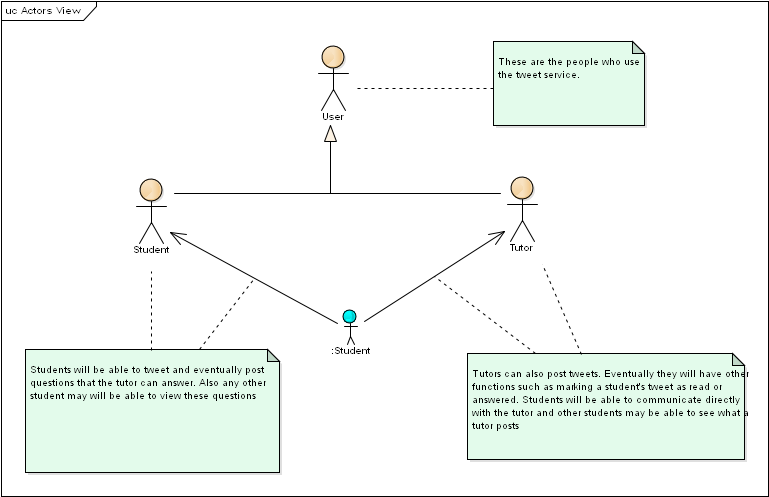 uc Actors View
These are the people who use
the tweet service.
User
Student
Tutor
:Student
Students will be able to tweet and eventually post
questions that the tutor can answer. Also any other
student may will be able to view these questions
Tutors can also post tweets. Eventually they will have other
functions such as marking a student's tweet as read or
answered. Students will be able to communicate directly
with the tutor and other students may be able to see what a
tutor posts